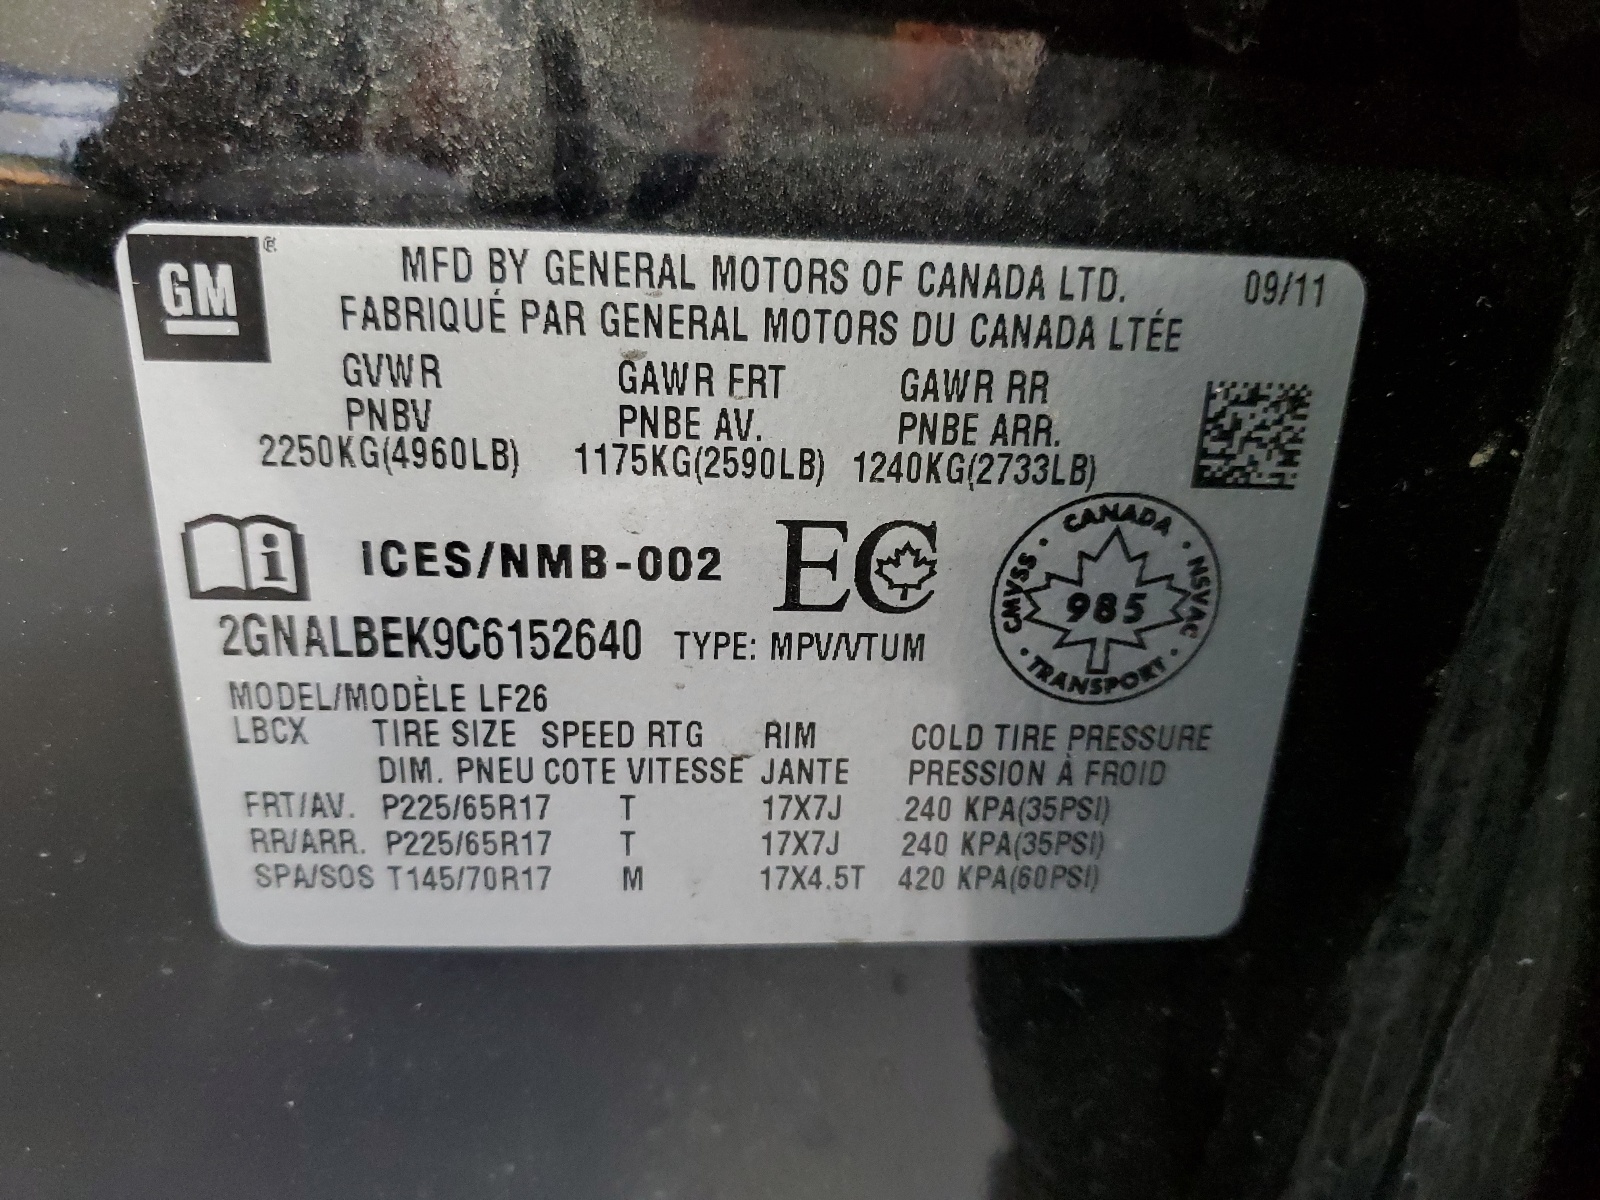 GM ®
MFD BY GENERAL MOTORS OF CANADA LTD. 09/11
FABRIQUÉ PAR GENERAL MOTORS DU CANADA LTÉE
GVWR GAWR FRT GAWR RR
PNBV PNBE AV. PNBE ARR.
2250KG(4960LB) 1175KG(2590LB) 1240KG(2733LB)
i ICES/NMB-002 EC
CANADA · NSVAC · TRANSPORT · CMVSS ·
985
2GNALBEK9C6152640 TYPE: MPV/VTUM
MODEL/MODÈLE LF26
LBCX TIRE SIZE SPEED RTG RIM COLD TIRE PRESSURE
DIM. PNEU COTE VITESSE JANTE PRESSION À FROID
FRT/AV. P225/65R17 T 17X7J 240 KPA(35PSI)
RR/ARR. P225/65R17 T 17X7J 240 KPA(35PSI)
SPA/SOS T145/70R17 M 17X4.5T 420 KPA(60PSI)